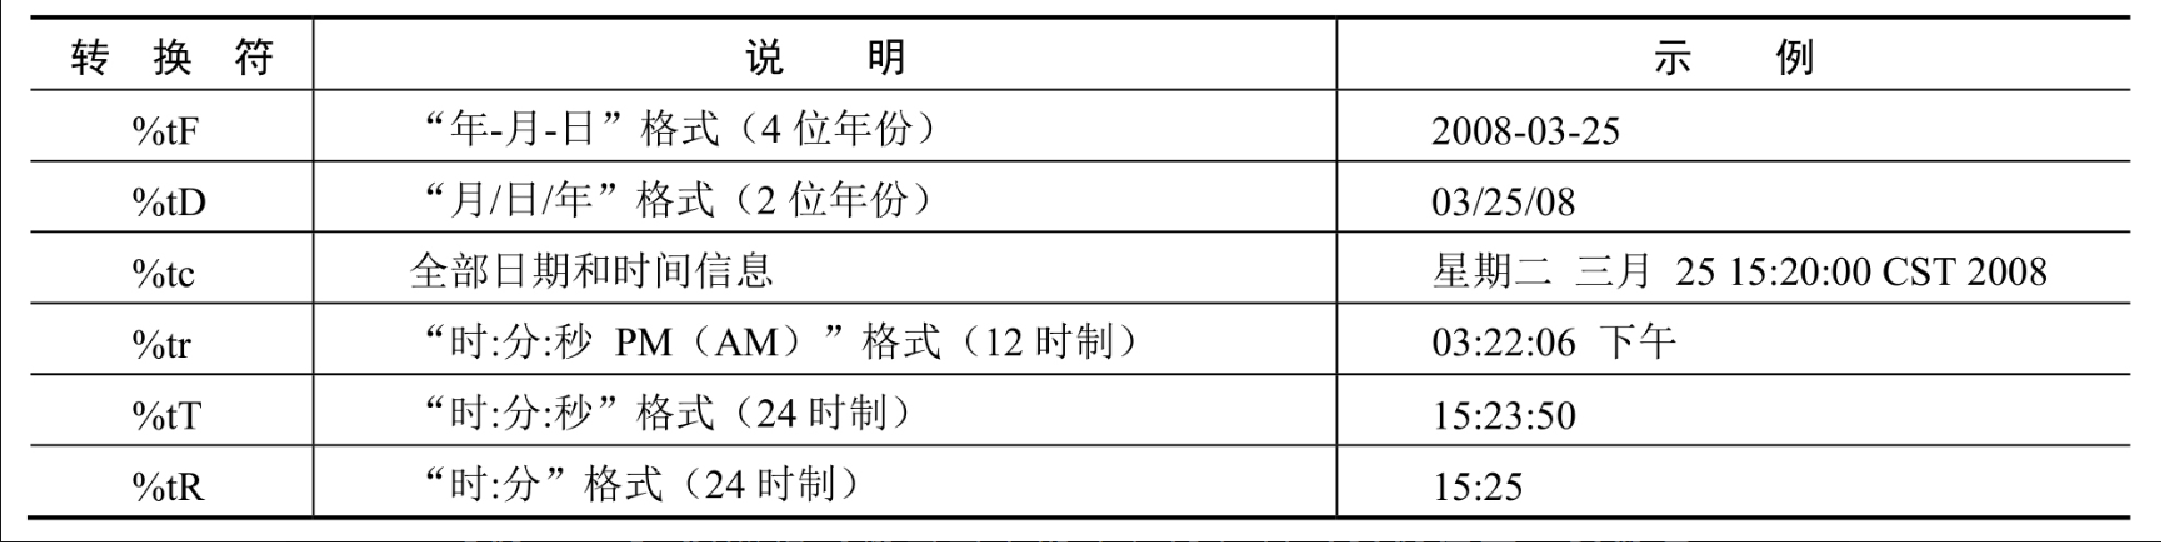 转 换 符 说 明 示 例
%tF “年-月-日”格式（4 位年份） 2008-03-25
%tD “月/日/年”格式（2 位年份） 03/25/08
%tc 全部日期和时间信息 星期二 三月 25 15:20:00 CST 2008
%tr “时:分:秒 PM（AM）”格式（12 时制） 03:22:06 下午
%tT “时:分:秒”格式（24 时制） 15:23:50
%tR “时:分”格式（24 时制） 15:25